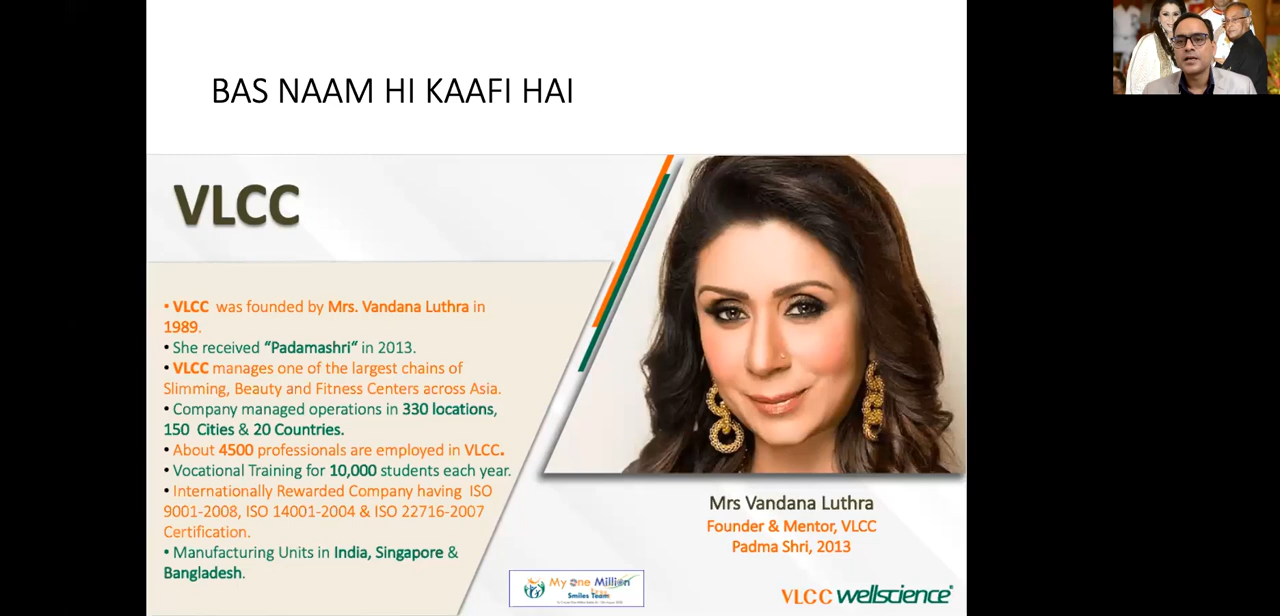 BAS NAAM HI KAAFI HAI
VLCC
• VLCC was founded by Mrs. Vandana Luthra in
1989.
• She received “Padamashri“ in 2013.
• VLCC manages one of the largest chains of
Slimming, Beauty and Fitness Centers across Asia.
• Company managed operations in 330 locations,
150 Cities & 20 Countries.
• About 4500 professionals are employed in VLCC.
• Vocational Training for 10,000 students each year.
• Internationally Rewarded Company having ISO
9001-2008, ISO 14001-2004 & ISO 22716-2007
Certification.
• Manufacturing Units in India, Singapore &
Bangladesh.
Mrs Vandana Luthra
Founder & Mentor, VLCC
Padma Shri, 2013
My One Million
Smiles Team
VLCC wellscience®